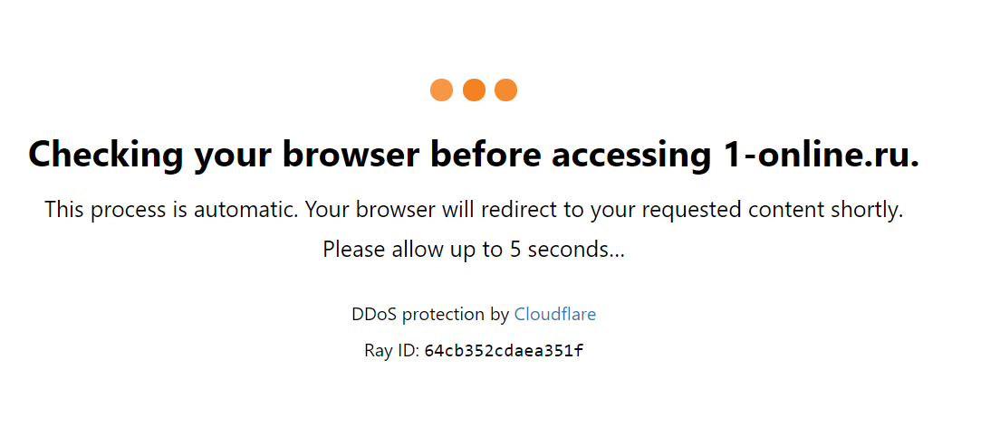 Checking your browser before accessing 1-online.ru.
This process is automatic. Your browser will redirect to your requested content shortly.
Please allow up to 5 seconds...
DDoS protection by Cloudflare
Ray ID: 64cb352cdaea351f